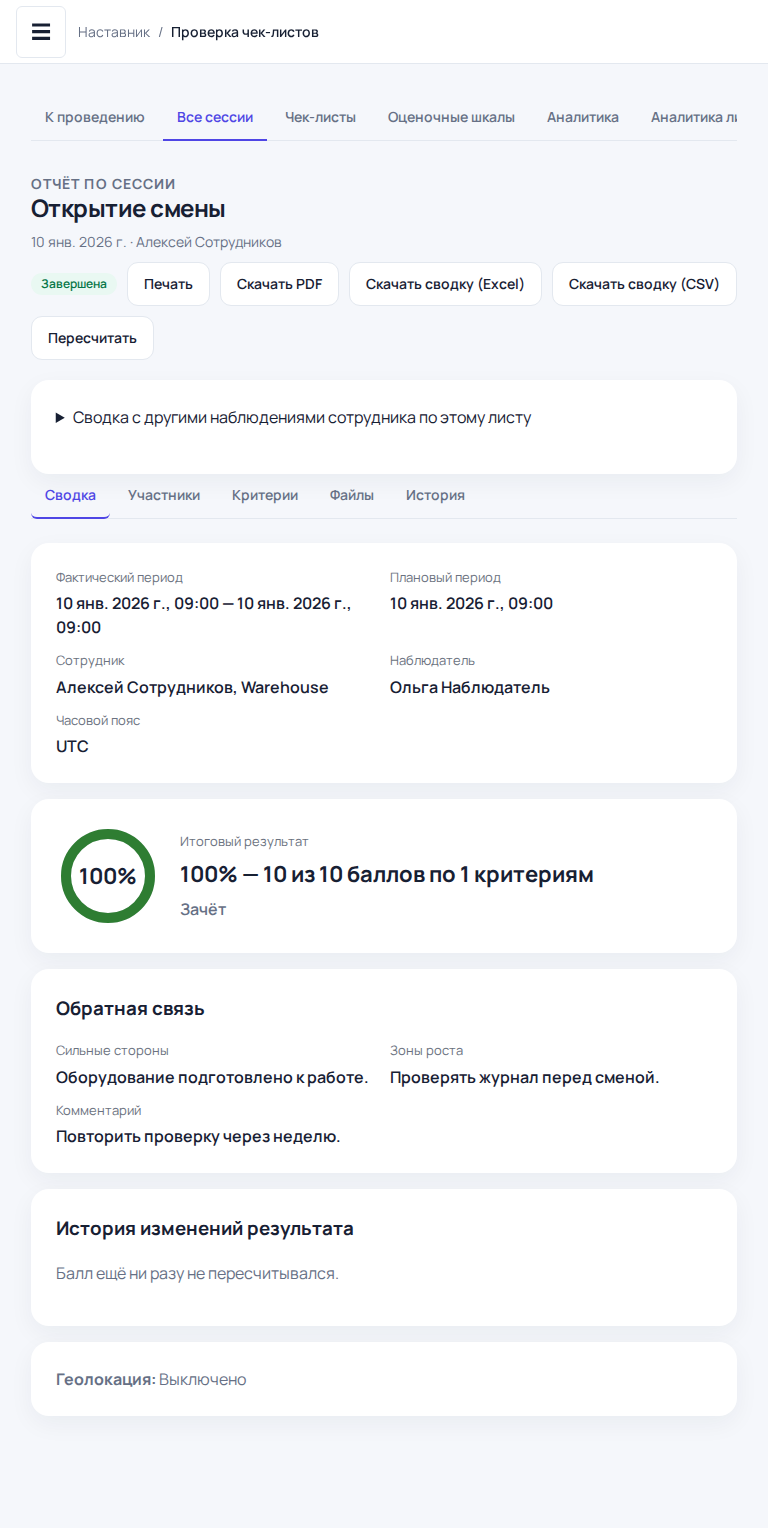 Наставник / Проверка чек-листов
К проведению Все сессии Чек-листы Оценочные шкалы Аналитика Аналитика ли
ОТЧЁТ ПО СЕССИИ
Открытие смены
10 янв. 2026 г. · Алексей Сотрудников
Завершена Печать Скачать PDF Скачать сводку (Excel) Скачать сводку (CSV)
Пересчитать
Сводка с другими наблюдениями сотрудника по этому листу
Сводка Участники Критерии Файлы История
Фактический период Плановый период
10 янв. 2026 г., 09:00 — 10 янв. 2026 г., 10 янв. 2026 г., 09:00
09:00
Сотрудник Наблюдатель
Алексей Сотрудников, Warehouse Ольга Наблюдатель
Часовой пояс
UTC
Итоговый результат
100% 100% — 10 из 10 баллов по 1 критериям
Зачёт
Обратная связь
Сильные стороны Зоны роста
Оборудование подготовлено к работе. Проверять журнал перед сменой.
Комментарий
Повторить проверку через неделю.
История изменений результата
Балл ещё ни разу не пересчитывался.
Геолокация: Выключено